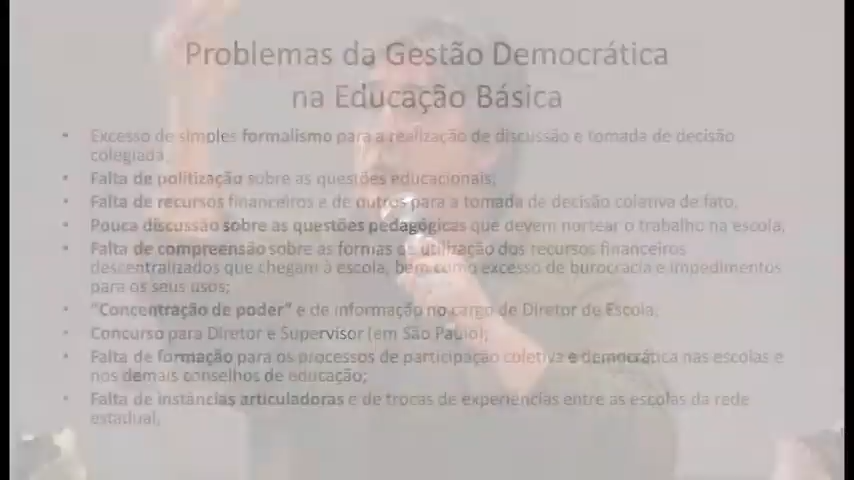 Problemas da Gestão Democrática
na Educação Básica
• Excesso de simples formalismo para a realização de discussão e tomada de decisão
colegiada.
• Falta de politização sobre as questões educacionais;
• Falta de recursos financeiros e de outros para a tomada de decisão coletiva de fato.
• Pouca discussão sobre as questões pedagógicas que devem nortear o trabalho na escola.
• Falta de compreensão sobre as formas de utilização dos recursos financeiros
descentralizados que chegam à escola, bem como excesso de burocracia e impedimentos
para os seus usos;
• "Concentração de poder" e de informação no cargo de Diretor de Escola.
• Concurso para Diretor e Supervisor (em São Paulo);
• Falta de formação para os processos de participação coletiva e democrática nas escolas e
nos demais conselhos de educação;
• Falta de instâncias articuladoras e de trocas de experiências entre as escolas da rede
estadual.